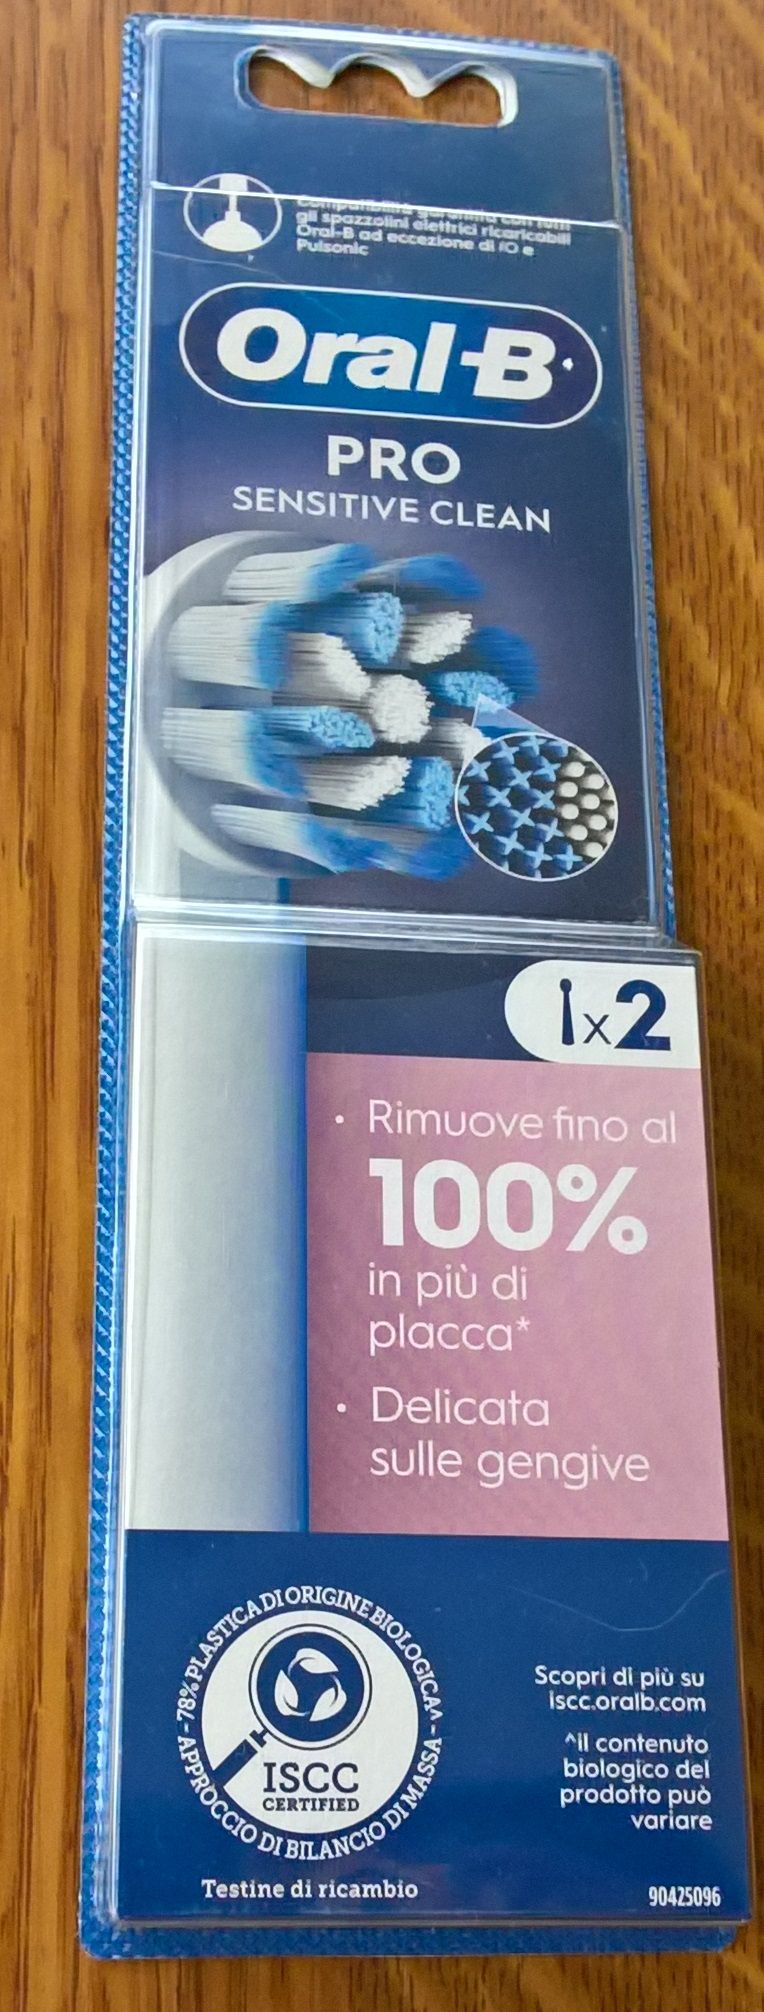 Compatibilità garantita con tutti
gli spazzolini elettrici ricaricabili
Oral-B ad eccezione di iO e
Pulsonic
Oral-B
PRO
SENSITIVE CLEAN
x2
• Rimuove fino al
100%
in più di
placca*
• Delicata
sulle gengive
78% PLASTICA DI ORIGINE BIOLOGICA^ -
APPROCCIO DI BILANCIO DI MASSA -
ISCC
CERTIFIED
Scopri di più su
iscc.oralb.com
^il contenuto
biologico del
prodotto può
variare
Testine di ricambio
90425096